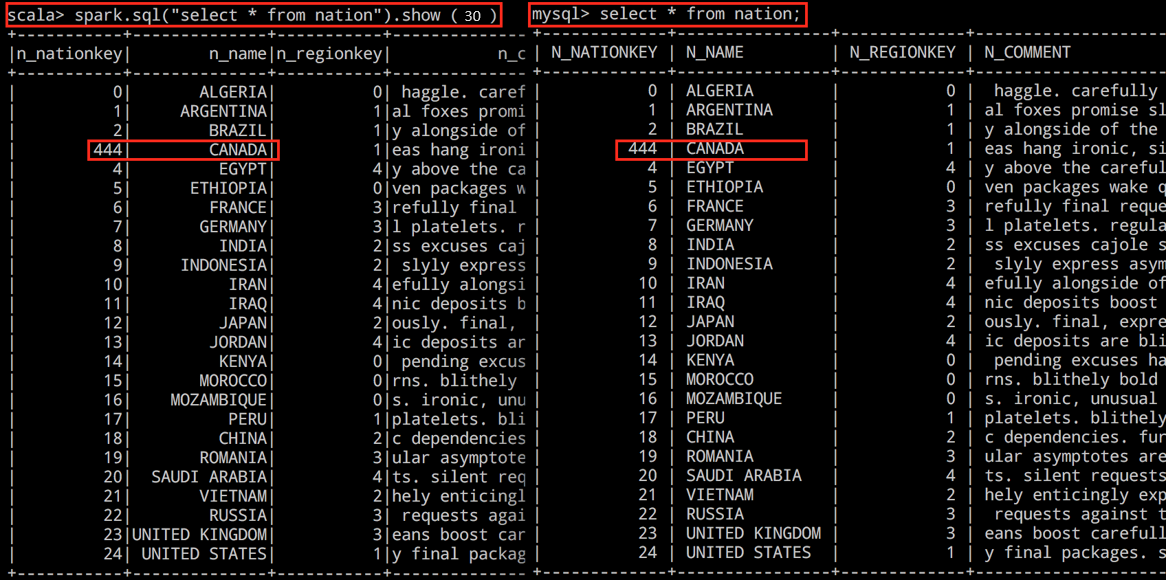 scala> spark.sql("select * from nation").show ( 30 )
+-----------+--------------+-----------+--------------
|n_nationkey| n_name|n_regionkey| n_c
+-----------+--------------+-----------+--------------
| 0| ALGERIA| 0| haggle. caref
| 1| ARGENTINA| 1|al foxes promi
| 2| BRAZIL| 1|y alongside of
| 444| CANADA| 1|eas hang ironi
| 4| EGYPT| 4|y above the ca
| 5| ETHIOPIA| 0|ven packages w
| 6| FRANCE| 3|refully final
| 7| GERMANY| 3|l platelets. r
| 8| INDIA| 2|ss excuses caj
| 9| INDONESIA| 2| slyly express
| 10| IRAN| 4|efully alongsi
| 11| IRAQ| 4|nic deposits b
| 12| JAPAN| 2|ously. final,
| 13| JORDAN| 4|ic deposits ar
| 14| KENYA| 0| pending excus
| 15| MOROCCO| 0|rns. blithely
| 16| MOZAMBIQUE| 0|s. ironic, unu
| 17| PERU| 1|platelets. bli
| 18| CHINA| 2|c dependencies
| 19| ROMANIA| 3|ular asymptote
| 20| SAUDI ARABIA| 4|ts. silent req
| 21| VIETNAM| 2|hely enticingl
| 22| RUSSIA| 3| requests agai
| 23|UNITED KINGDOM| 3|eans boost car
| 24| UNITED STATES| 1|y final packag
+-----------+--------------+-----------+--------------
mysql> select * from nation;
+-------------+----------------+-------------+--------------------
| N_NATIONKEY | N_NAME | N_REGIONKEY | N_COMMENT
+-------------+----------------+-------------+--------------------
| 0 | ALGERIA | 0 | haggle. carefully
| 1 | ARGENTINA | 1 | al foxes promise sl
| 2 | BRAZIL | 1 | y alongside of the
| 444 | CANADA | 1 | eas hang ironic, si
| 4 | EGYPT | 4 | y above the careful
| 5 | ETHIOPIA | 0 | ven packages wake q
| 6 | FRANCE | 3 | refully final reque
| 7 | GERMANY | 3 | l platelets. regula
| 8 | INDIA | 2 | ss excuses cajole s
| 9 | INDONESIA | 2 | slyly express asym
| 10 | IRAN | 4 | efully alongside of
| 11 | IRAQ | 4 | nic deposits boost
| 12 | JAPAN | 2 | ously. final, expre
| 13 | JORDAN | 4 | ic deposits are bli
| 14 | KENYA | 0 | pending excuses ha
| 15 | MOROCCO | 0 | rns. blithely bold
| 16 | MOZAMBIQUE | 0 | s. ironic, unusual
| 17 | PERU | 1 | platelets. blithely
| 18 | CHINA | 2 | c dependencies. fur
| 19 | ROMANIA | 3 | ular asymptotes are
| 20 | SAUDI ARABIA | 4 | ts. silent requests
| 21 | VIETNAM | 2 | hely enticingly exp
| 22 | RUSSIA | 3 | requests against t
| 23 | UNITED KINGDOM | 3 | eans boost carefull
| 24 | UNITED STATES | 1 | y final packages. s
+-------------+----------------+-------------+--------------------